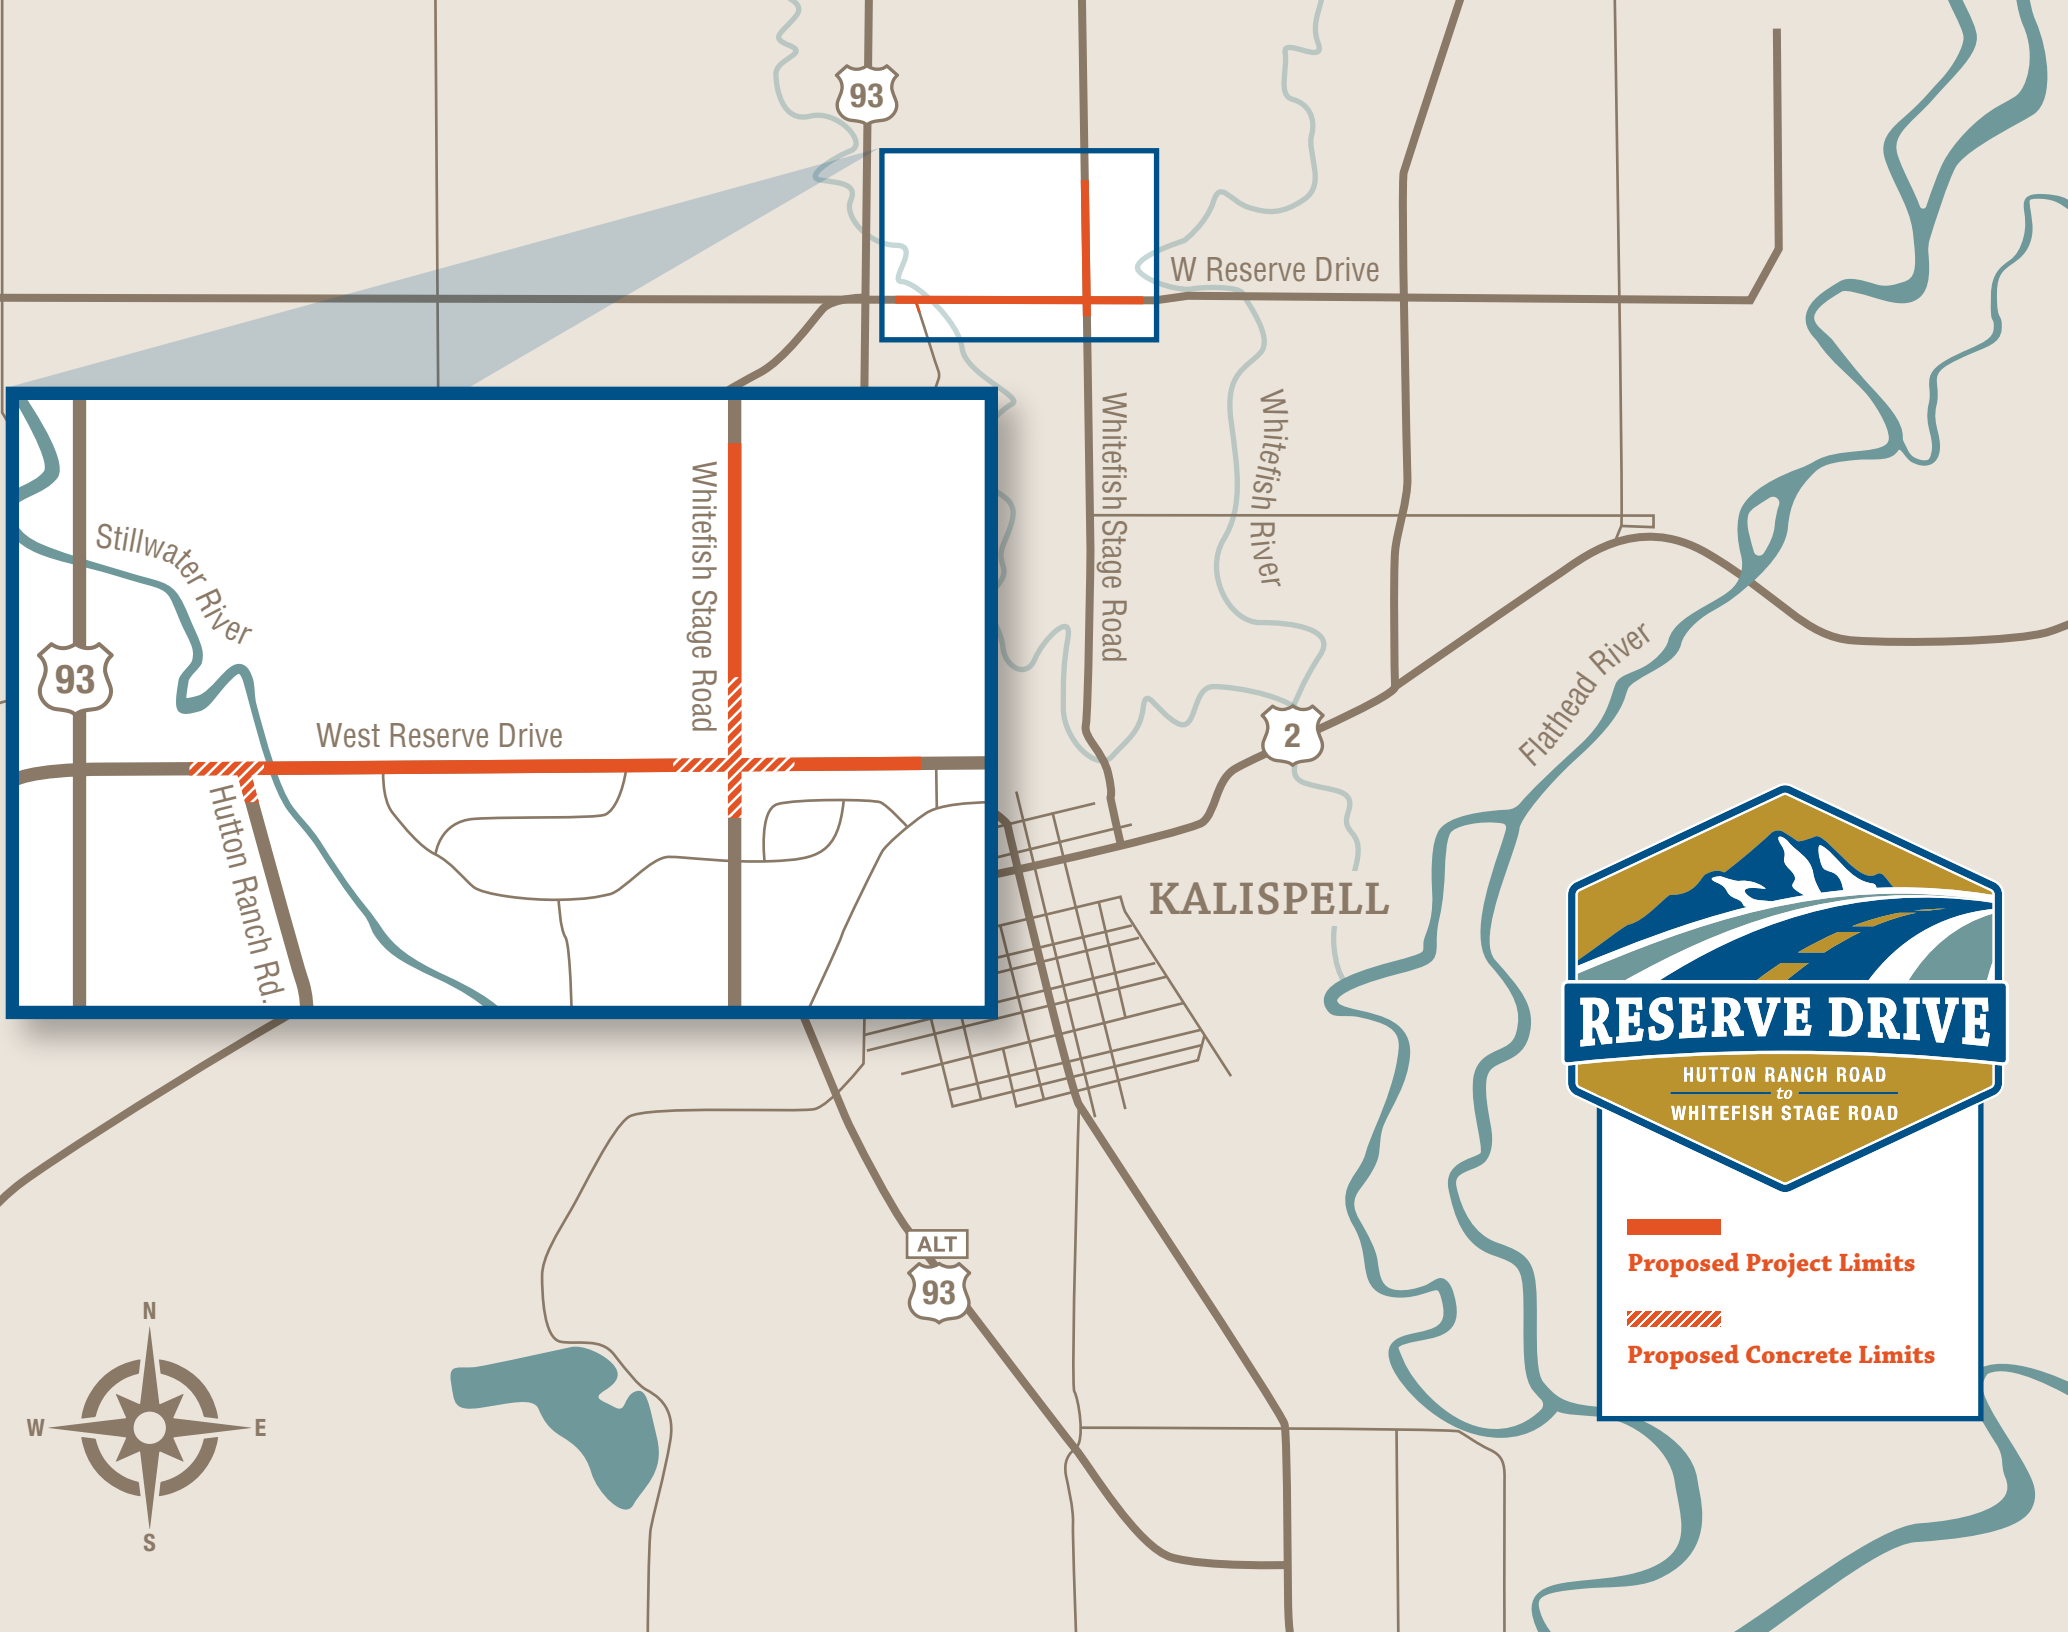 93
W Reserve Drive
Whitefish Stage Road
Whitefish River
Stillwater River
Whitefish Stage Road
93
West Reserve Drive
Hutton Ranch Rd.
Flathead River
2
KALISPELL
RESERVE DRIVE
HUTTON RANCH ROAD
to
WHITEFISH STAGE ROAD
Proposed Project Limits
Proposed Concrete Limits
ALT
93
N
W
E
S